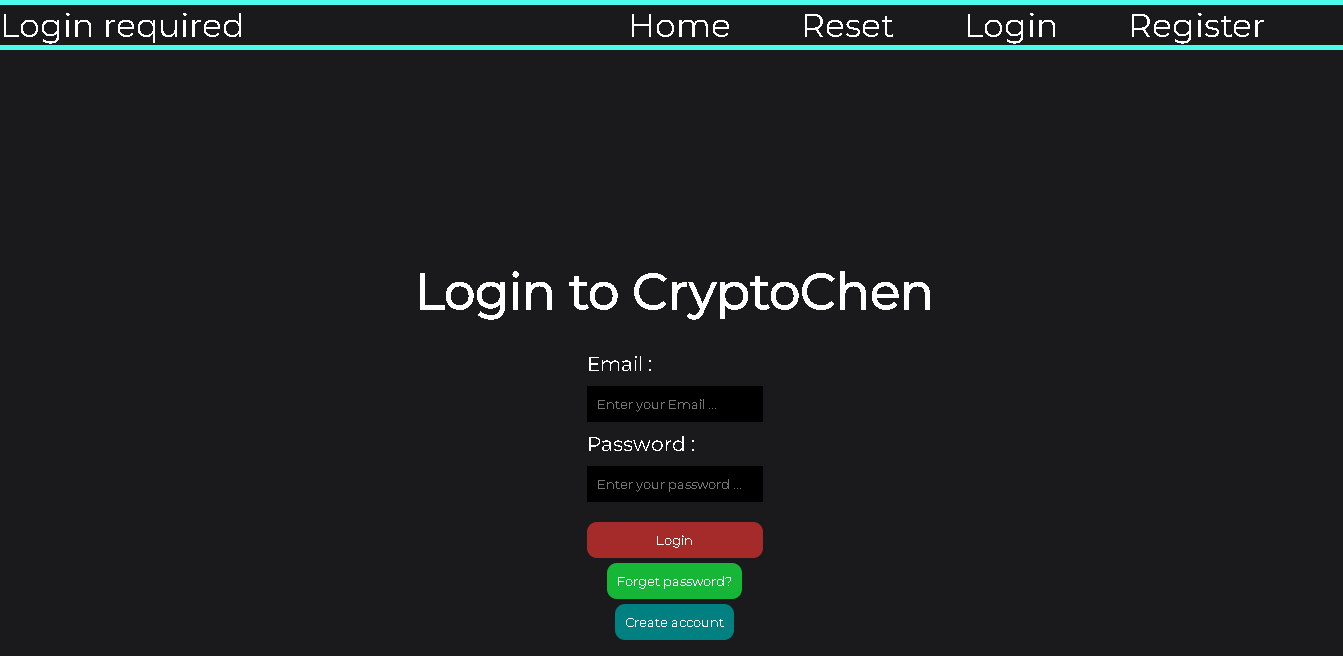 Login required Home Reset Login Register
Login to CryptoChen
Email :
Enter your Email ...
Password :
Enter your password ...
Login
Forget password?
Create account